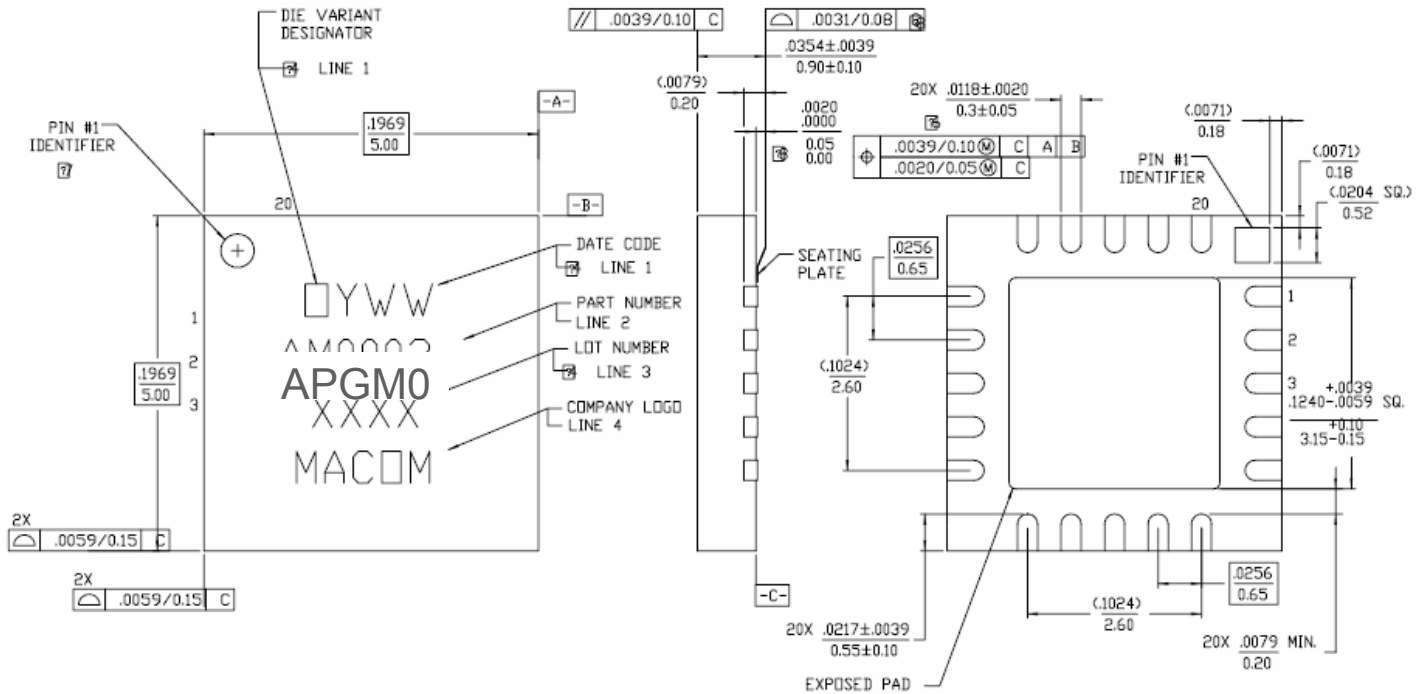 DIE VARIANT
DESIGNATOR
LINE 1
PIN #1
IDENTIFIER
.1969
5.00
-A-
20
-B-
DATE CODE
LINE 1
▯YWW
PART NUMBER
LINE 2
LOT NUMBER
LINE 3
APGM0
XXXX
COMPANY LOGO
LINE 4
MACOM
1
2
3
.1969
5.00
2X
⌓ .0059/0.15 C
2X
⌓ .0059/0.15 C
// .0039/0.10 C
⌓ .0031/0.08
.0354±.0039
0.90±0.10
(.0079)
0.20
.0020
.0000
0.05
0.00
SEATING
PLATE
-C-
20X .0118±.0020
0.3±0.05
⌖ .0039/0.10Ⓜ C A B
.0020/0.05Ⓜ C
(.0071)
0.18
PIN #1
IDENTIFIER
(.0071)
0.18
(.0204 SQ.)
0.52
20
.0256
0.65
(.1024)
2.60
1
2
3
+.0039
.1240-.0059 SQ.
+0.10
3.15-0.15
.0256
0.65
(.1024)
2.60
20X .0217±.0039
0.55±0.10
20X .0079 MIN.
0.20
EXPOSED PAD